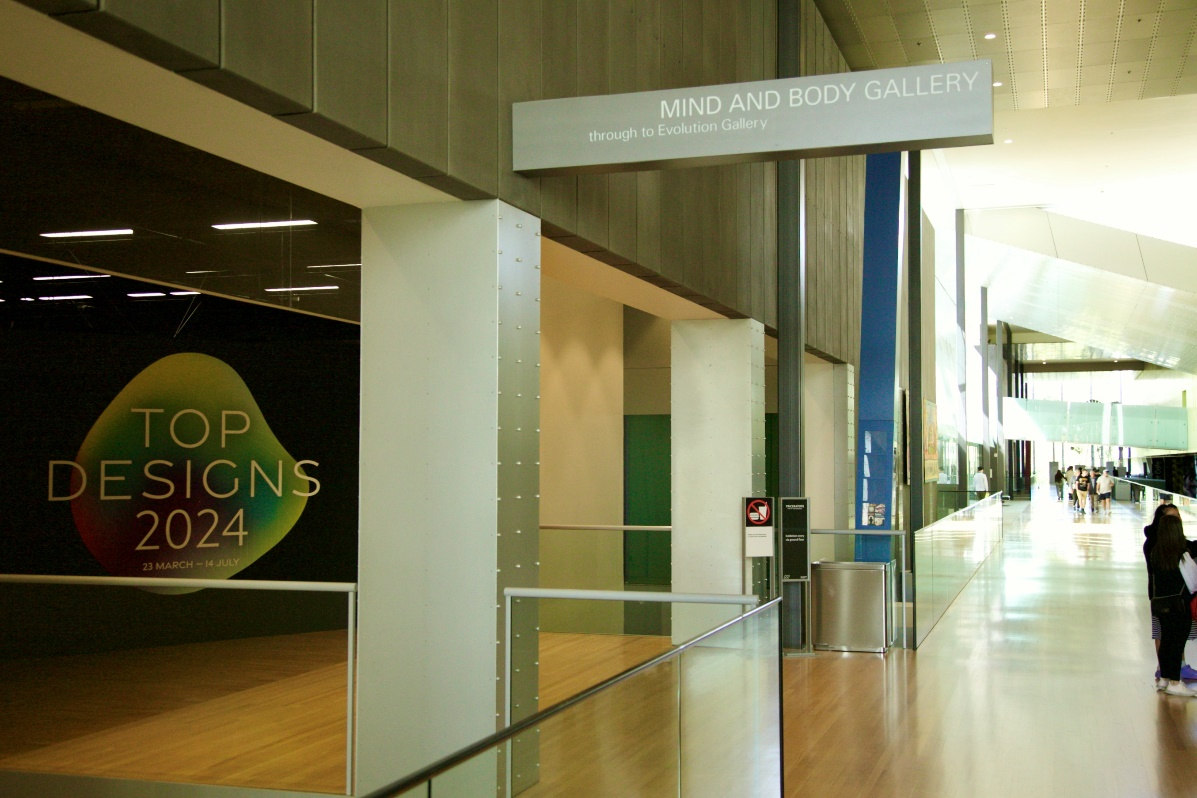 MIND AND BODY GALLERY
through to Evolution Gallery
TOP
DESIGNS
2024
23 MARCH – 14 JULY